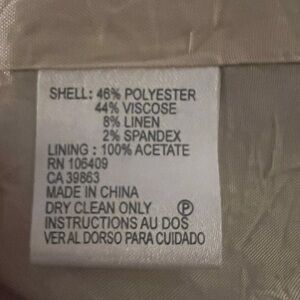 SHELL: 46% POLYESTER
44% VISCOSE
8% LINEN
2% SPANDEX
LINING : 100% ACETATE
RN 106409
CA 39863
MADE IN CHINA
DRY CLEAN ONLY Ⓟ
INSTRUCTIONS AU DOS
VER AL DORSO PARA CUIDADO